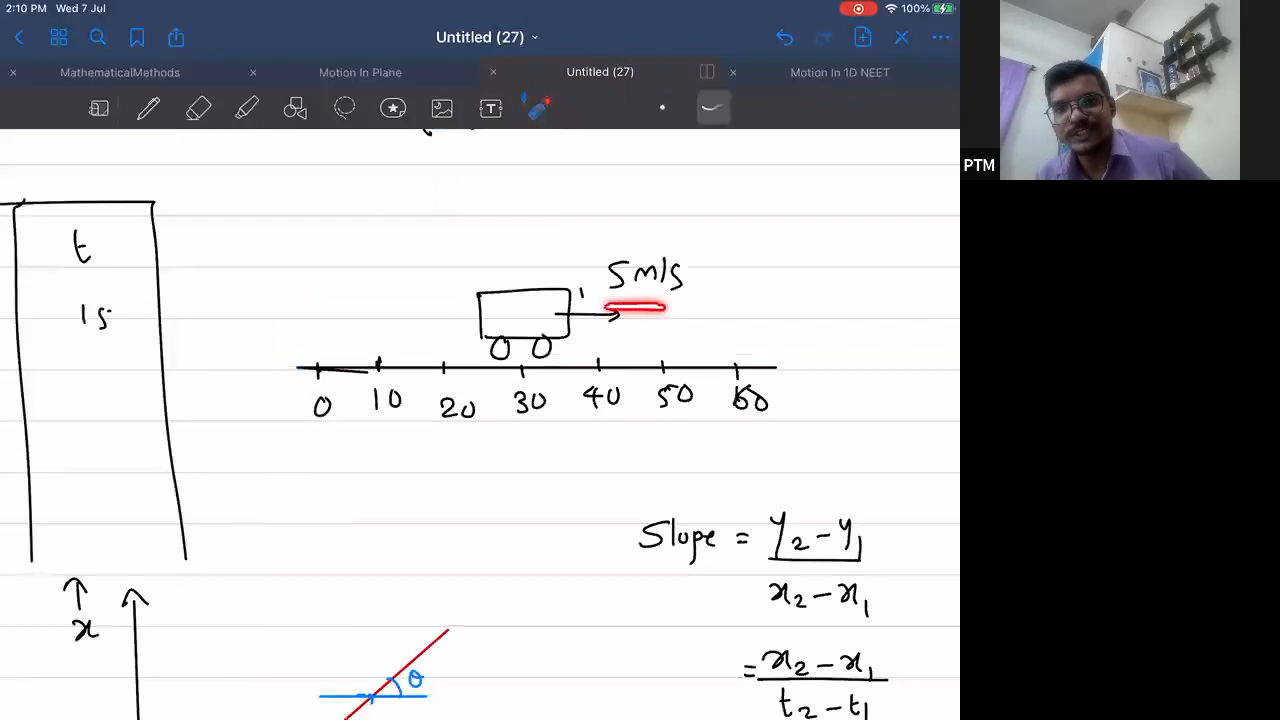 2:10 PM Wed 7 Jul
100%
Untitled (27)
MathematicalMethods
Motion In Plane
Untitled (27)
Motion In 1D NEET
T
PTM
t
1s
5 m/s
0 10 20 30 40 50 60
Slope = y2 - y1
x2 - x1
= x2 - x1
t2 - t1
x
θ